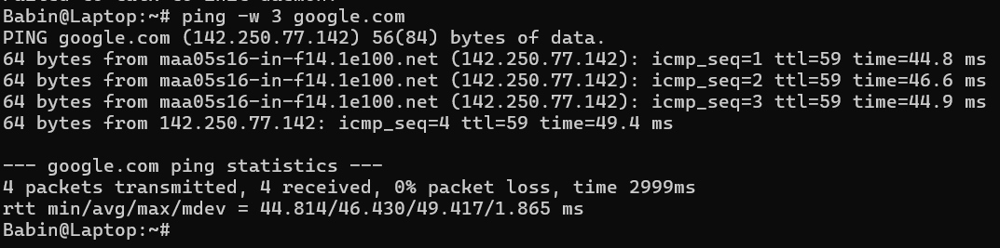 Babin@Laptop:~# ping -w 3 google.com
PING google.com (142.250.77.142) 56(84) bytes of data.
64 bytes from maa05s16-in-f14.1e100.net (142.250.77.142): icmp_seq=1 ttl=59 time=44.8 ms
64 bytes from maa05s16-in-f14.1e100.net (142.250.77.142): icmp_seq=2 ttl=59 time=46.6 ms
64 bytes from maa05s16-in-f14.1e100.net (142.250.77.142): icmp_seq=3 ttl=59 time=44.9 ms
64 bytes from 142.250.77.142: icmp_seq=4 ttl=59 time=49.4 ms

--- google.com ping statistics ---
4 packets transmitted, 4 received, 0% packet loss, time 2999ms
rtt min/avg/max/mdev = 44.814/46.430/49.417/1.865 ms
Babin@Laptop:~#